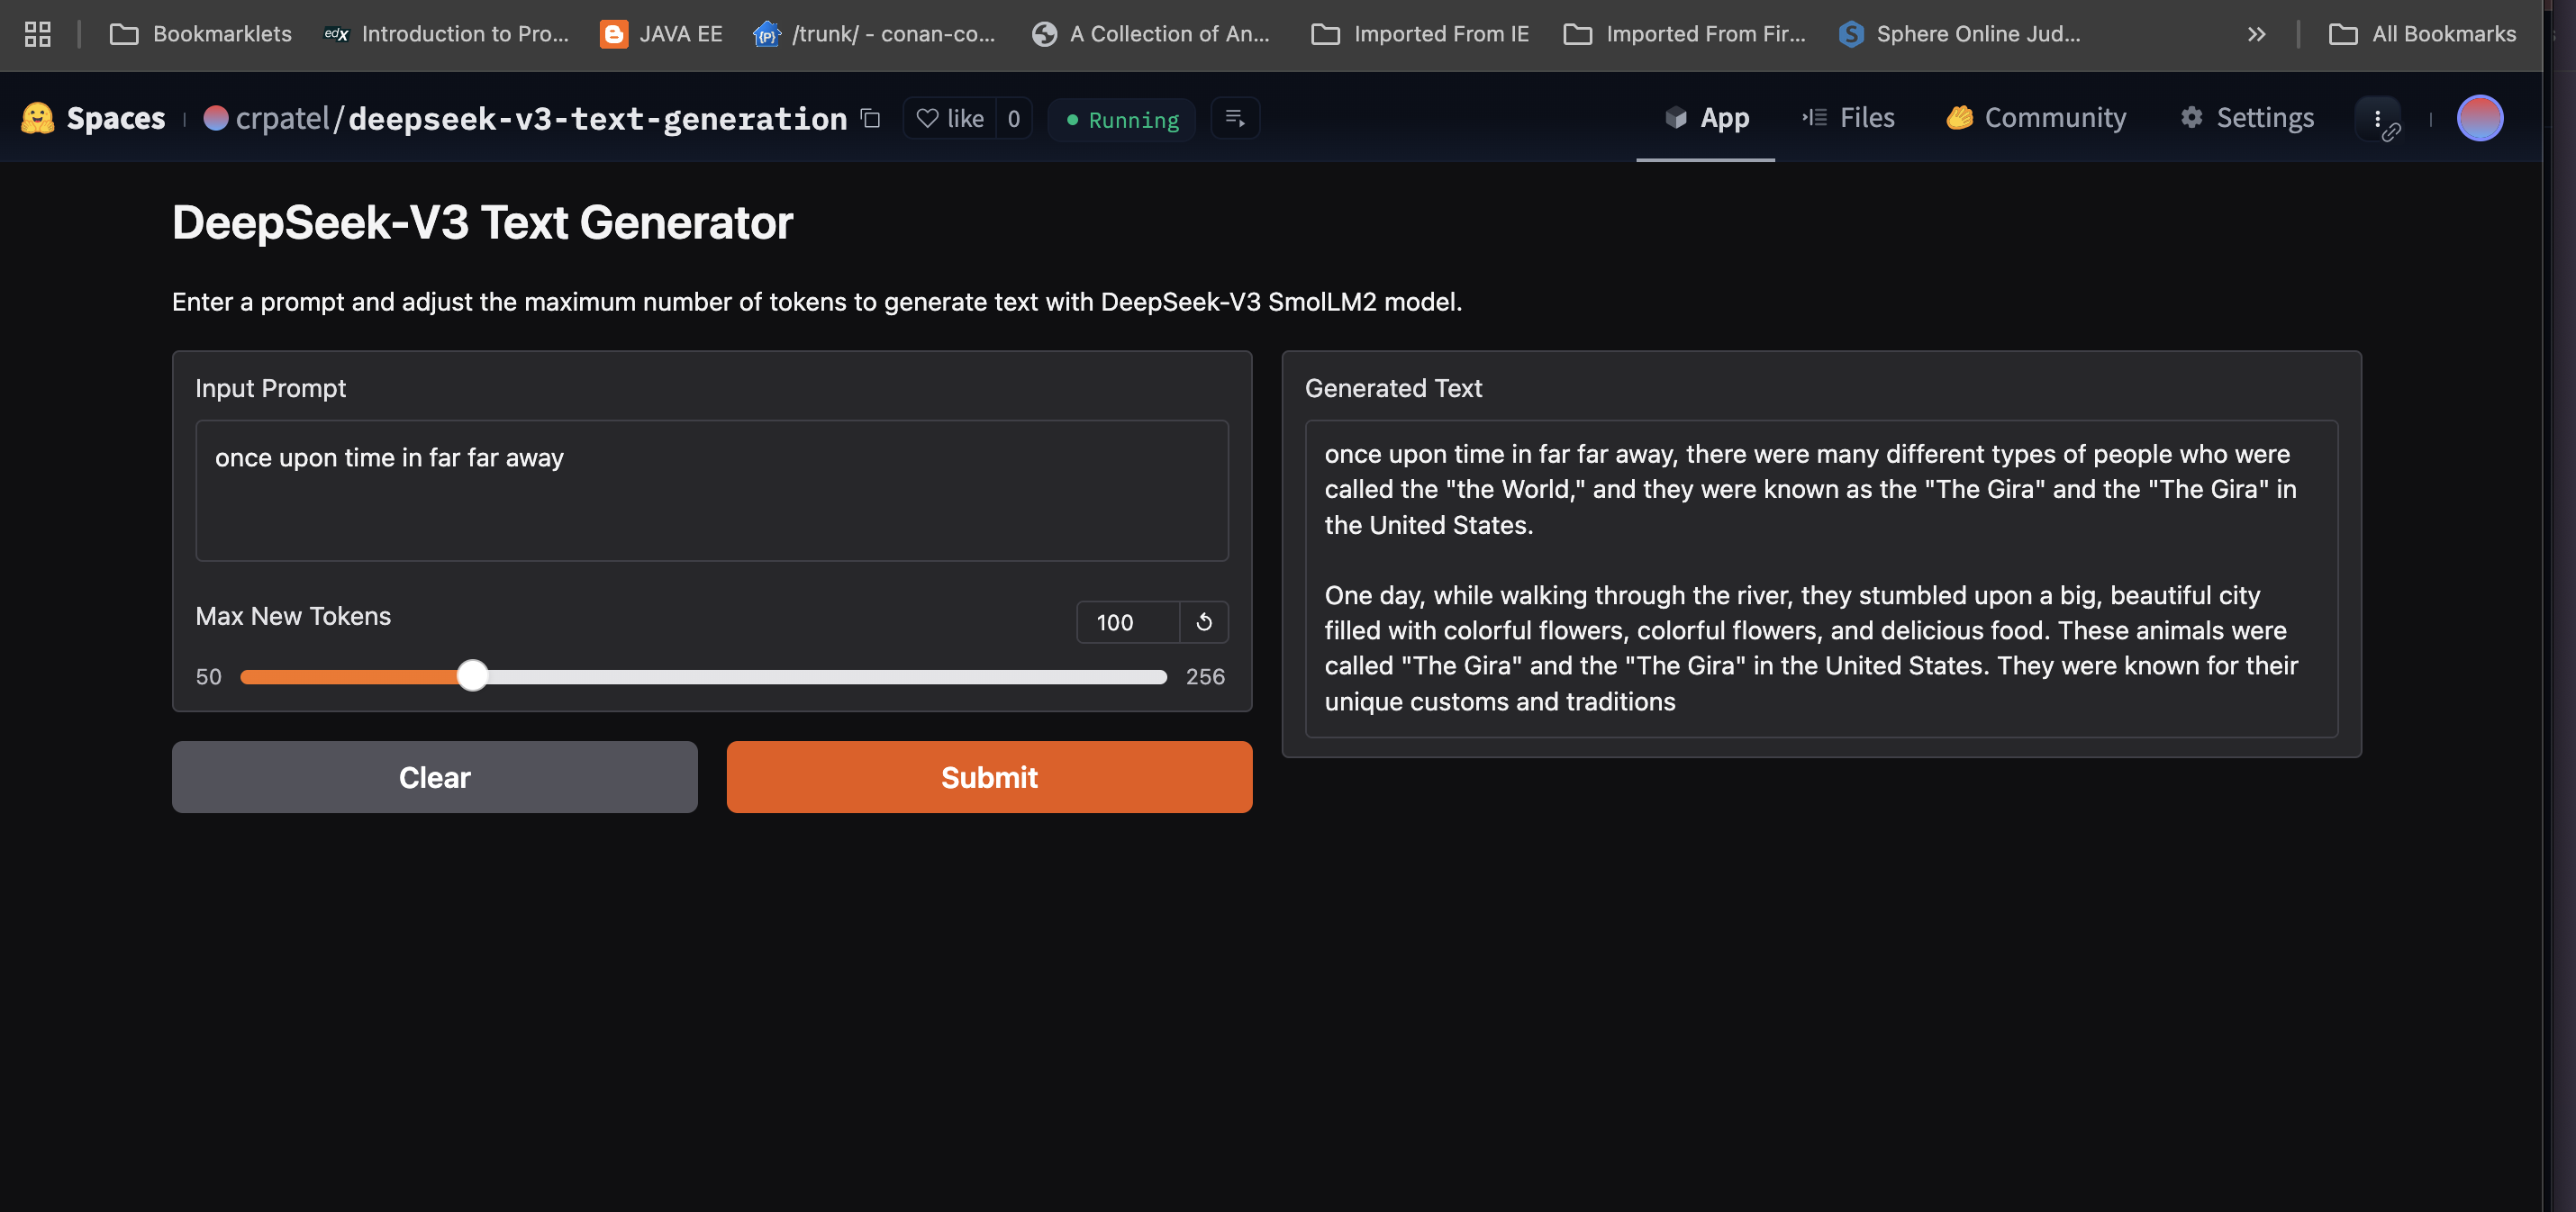 Bookmarklets
Introduction to Pro...
JAVA EE
/trunk/ - conan-co...
A Collection of An...
Imported From IE
Imported From Fir...
Sphere Online Jud...
All Bookmarks
Spaces
crpatel/deepseek-v3-text-generation
like
0
Running
App
Files
Community
Settings
DeepSeek-V3 Text Generator
Enter a prompt and adjust the maximum number of tokens to generate text with DeepSeek-V3 SmolLM2 model.
Input Prompt
once upon time in far far away
Max New Tokens
100
50
256
Clear
Submit
Generated Text
once upon time in far far away, there were many different types of people who were
called the "the World," and they were known as the "The Gira" and the "The Gira" in
the United States.
One day, while walking through the river, they stumbled upon a big, beautiful city
filled with colorful flowers, colorful flowers, and delicious food. These animals were
called "The Gira" and the "The Gira" in the United States. They were known for their
unique customs and traditions